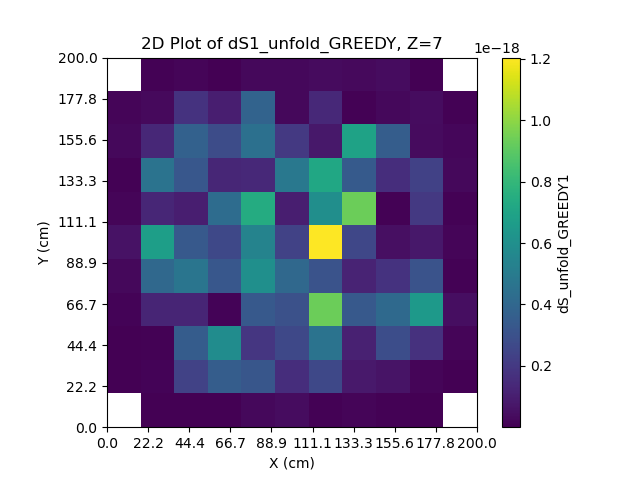 2D Plot of dS1_unfold_GREEDY, Z=7
1e−18
200.0
177.8
155.6
133.3
111.1
88.9
66.7
44.4
22.2
0.0
Y (cm)
0.0 22.2 44.4 66.7 88.9 111.1 133.3 155.6 177.8 200.0
X (cm)
1.2
1.0
0.8
0.6
0.4
0.2
dS_unfold_GREEDY1